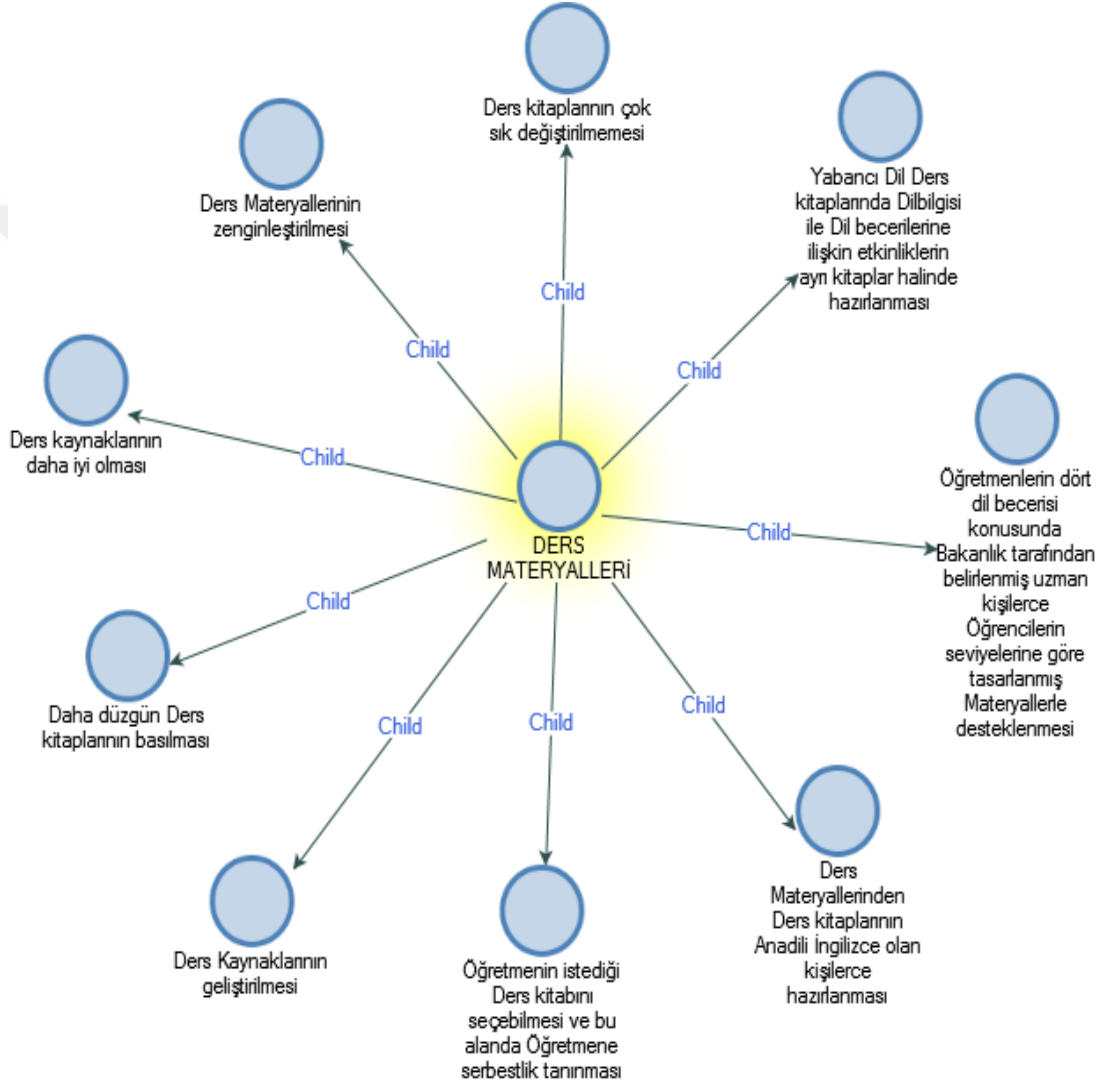 Ders kitaplarının çok
sık değiştirilmemesi
Yabancı Dil Ders
kitaplarında Dilbilgisi
ile Dil becerilerine
ilişkin etkinliklerin
ayrı kitaplar halinde
hazırlanması
Ders Materyallerinin
zenginleştirilmesi
Child
Child
Child
Ders kaynaklarının
daha iyi olması
Child
Öğretmenlerin dört
dil becerisi
konusunda
Bakanlık tarafından
belirlenmiş uzman
kişilerce
Öğrencilerin
seviyelerine göre
tasarlanmış
Materyallerle
desteklenmesi
Child
DERS
MATERYALLERİ
Child
Daha düzgün Ders
kitaplarının basılması
Child
Child
Child
Ders
Materyallerinden
Ders kitaplarının
Anadili İngilizce olan
kişilerce
hazırlanması
Ders Kaynaklarının
geliştirilmesi
Öğretmenin istediği
Ders kitabını
seçebilmesi ve bu
alanda Öğretmene
serbestlik tanınması